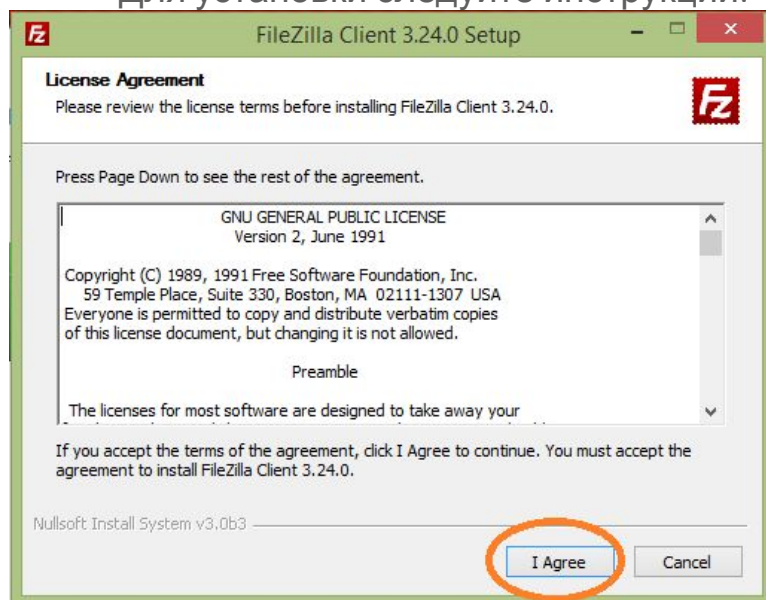 Для установки следуйте инструкции.
FileZilla Client 3.24.0 Setup
License Agreement
Please review the license terms before installing FileZilla Client 3.24.0.
Fz
Press Page Down to see the rest of the agreement.
GNU GENERAL PUBLIC LICENSE
Version 2, June 1991
Copyright (C) 1989, 1991 Free Software Foundation, Inc.
59 Temple Place, Suite 330, Boston, MA 02111-1307 USA
Everyone is permitted to copy and distribute verbatim copies
of this license document, but changing it is not allowed.
Preamble
The licenses for most software are designed to take away your
If you accept the terms of the agreement, click I Agree to continue. You must accept the
agreement to install FileZilla Client 3.24.0.
Nullsoft Install System v3.0b3
I Agree
Cancel